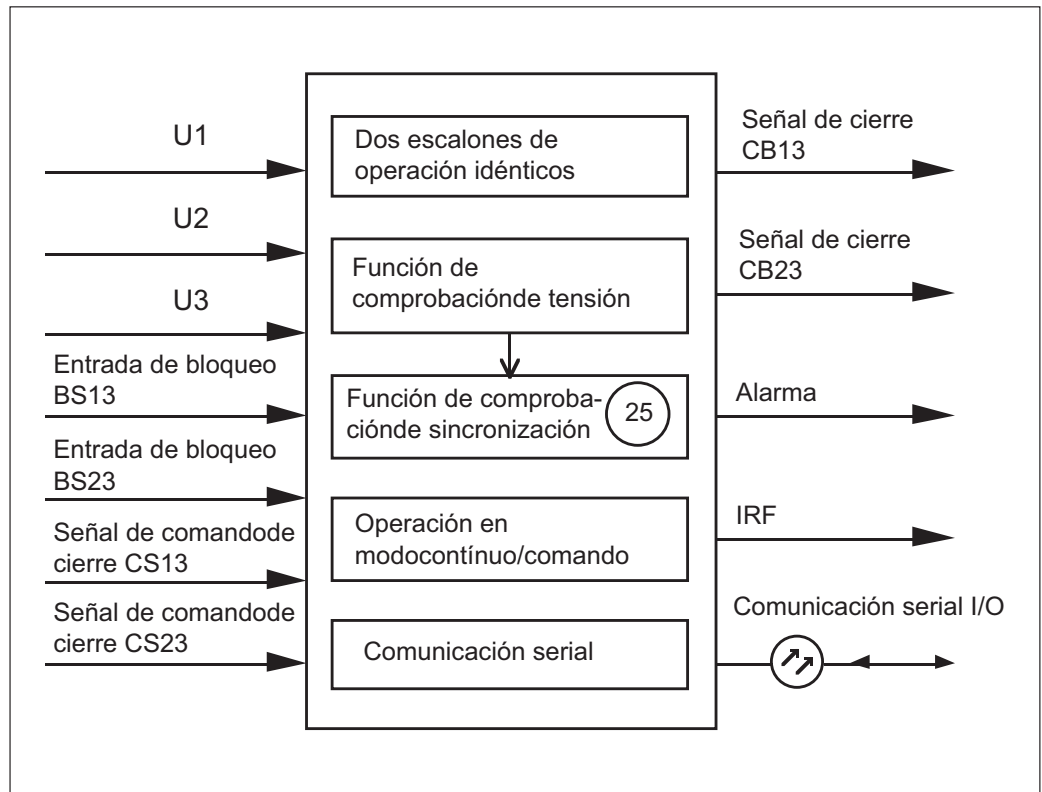 U1
U2
U3
Entrada de bloqueo
BS13
Entrada de bloqueo
BS23
Señal de comandode
cierre CS13
Señal de comandode
cierre CS23
Dos escalones de
operación idénticos
Función de
comprobaciónde tensión
Función de comproba-
ciónde sincronización
25
Operación en
modocontínuo/comando
Comunicación serial
Señal de cierre
CB13
Señal de cierre
CB23
Alarma
IRF
Comunicación serial I/O